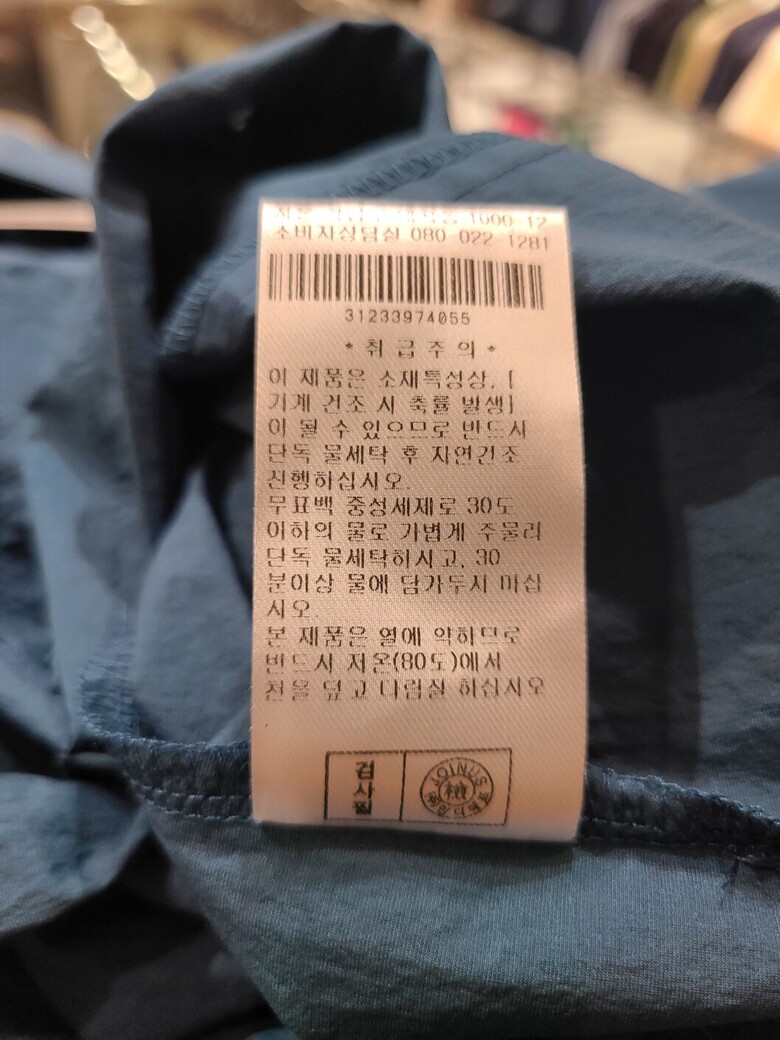 1000-12
소비자상담실 080 022 1281
31233974055
* 취 급 주 의 *
이 제품은 소재특성상, [
기계 건조 시 축률 발생]
이 될 수 있으므로 반드시
단독 물세탁 후 자연건조
진행하십시오.
무표백 중성세제로 30도
이하의 물로 가볍게 주물러
단독 물세탁하시고, 30
분이상 물에 담가두시 마십
시오.
본 제품은 열에 약하므로
반드시 저온(80도)에서
천을 덮고 다림질 하십시오
검사필
JOINUS